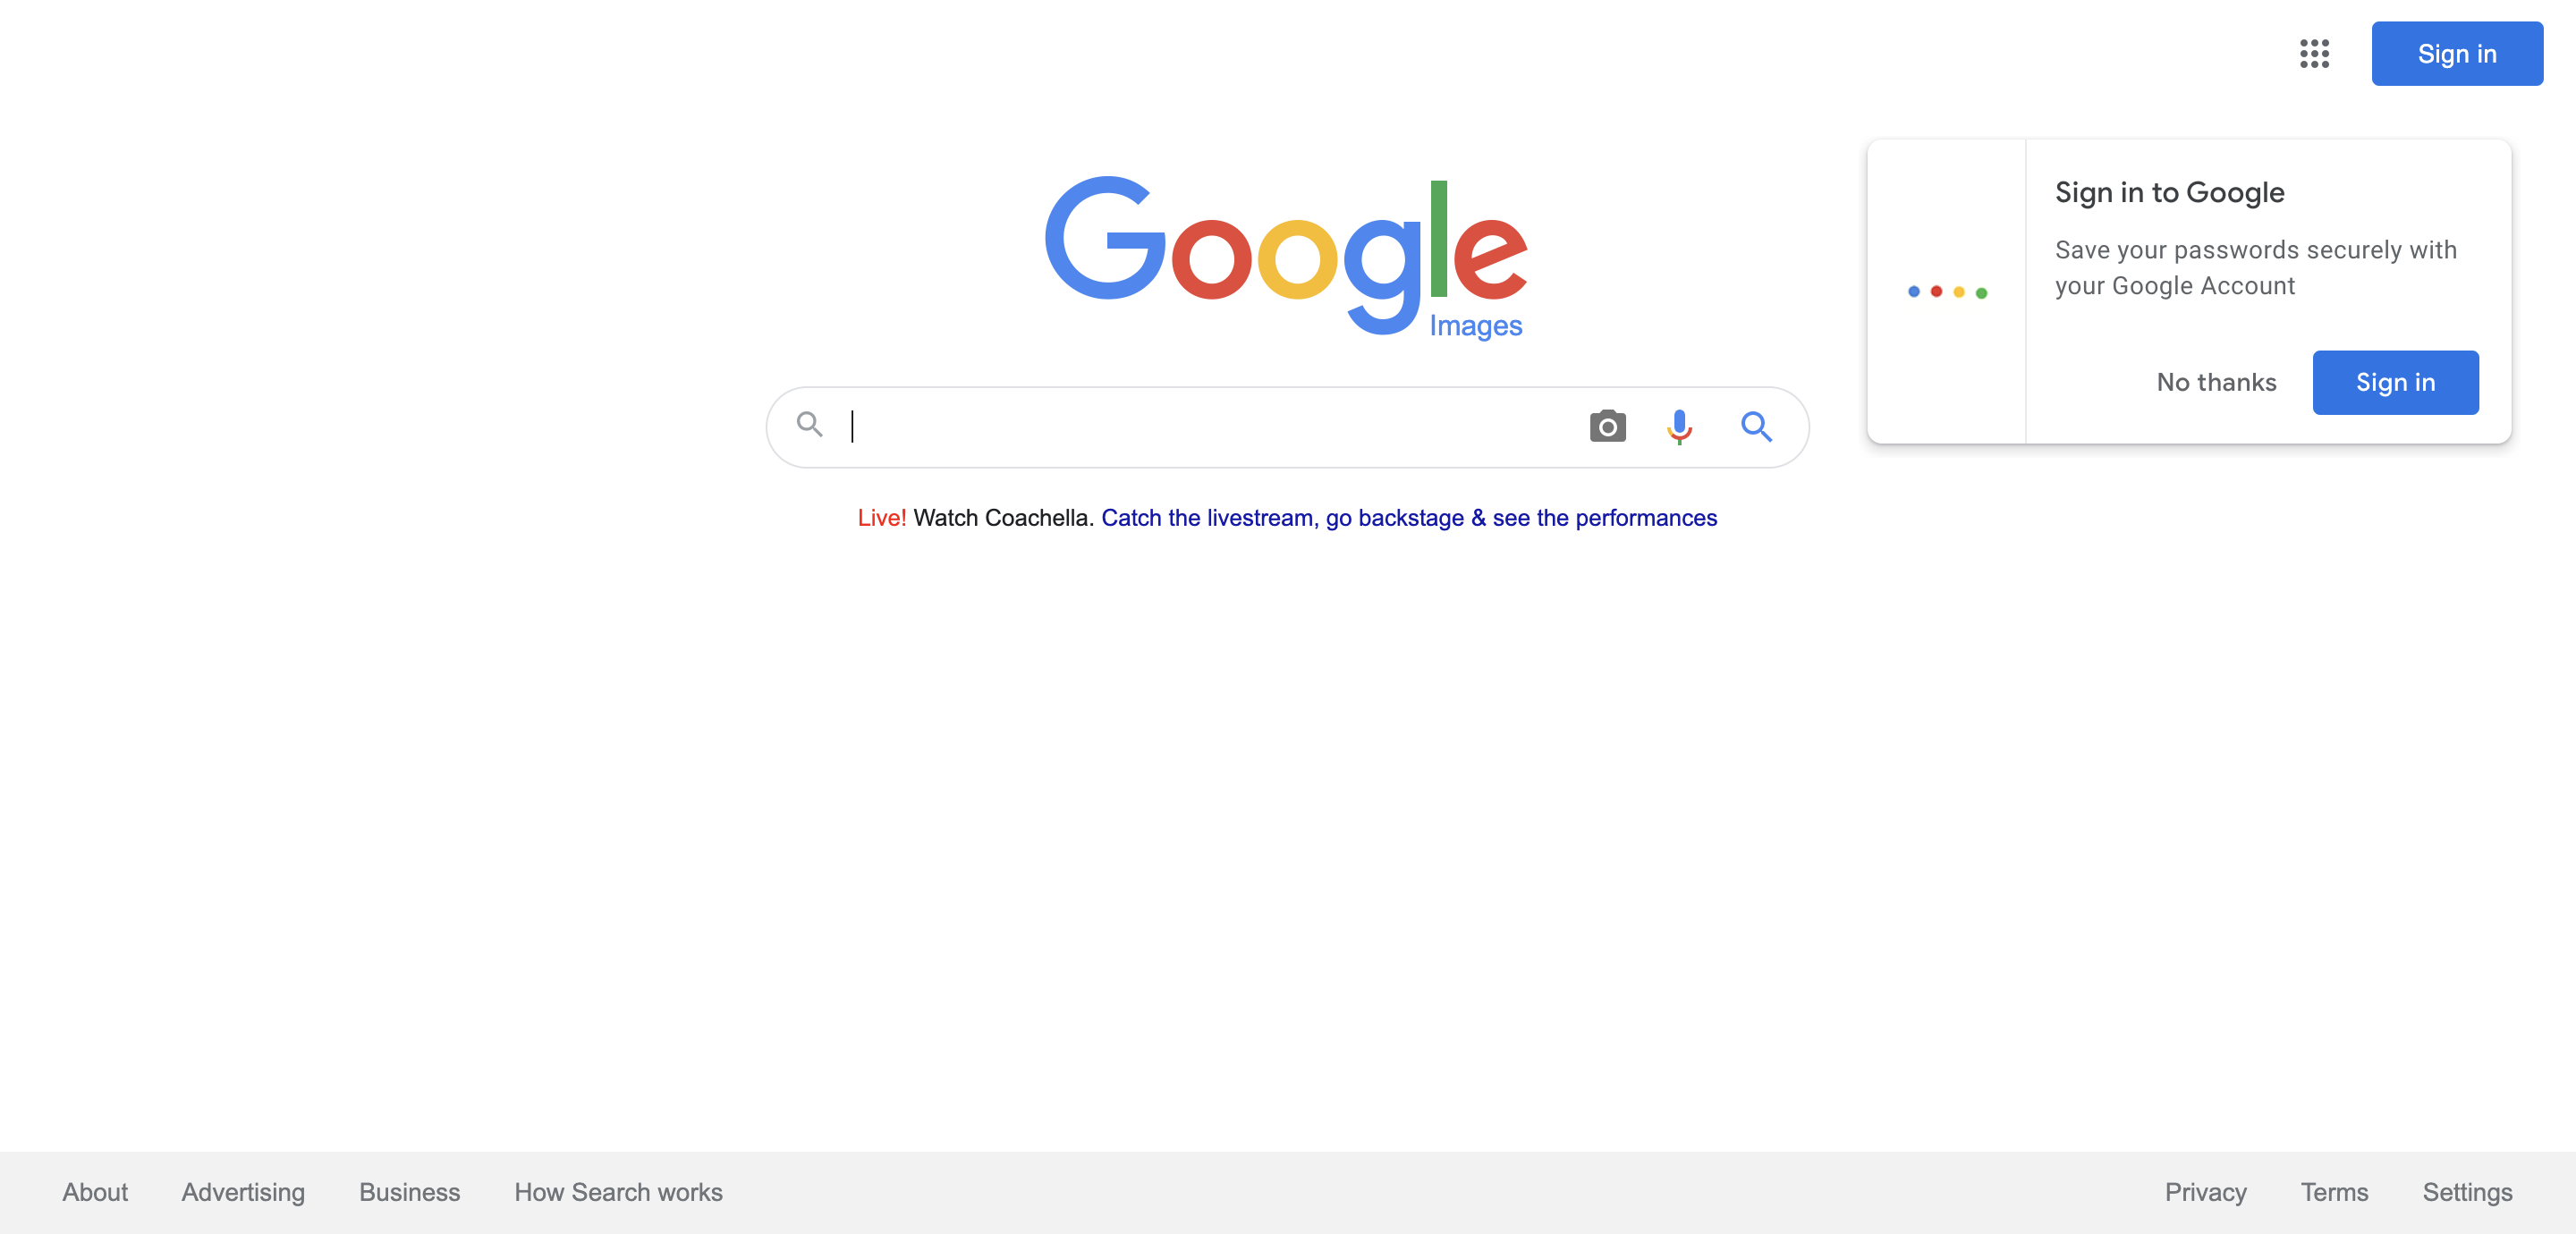 Sign in
Google
Images
Sign in to Google
Save your passwords securely with
your Google Account
No thanks
Sign in
Live! Watch Coachella. Catch the livestream, go backstage & see the performances
About
Advertising
Business
How Search works
Privacy
Terms
Settings